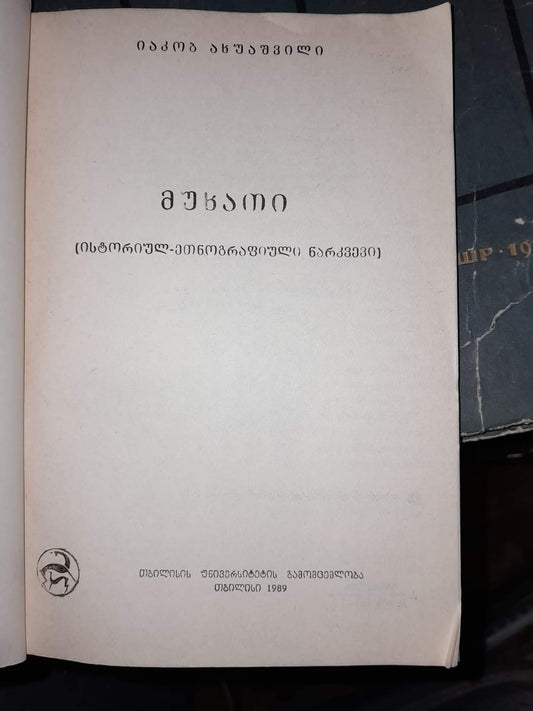 იაკობ ახუაშვილი
მუხათი
(ისტორიულ-ეთნოგრაფიული ნარკვევი)
თბილისის უნივერსიტეტის გამომცემლობა
თბილისი 1989